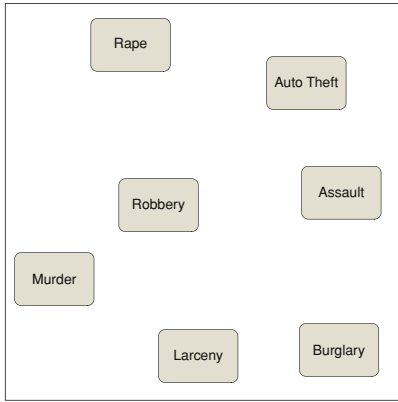 Rape
Auto Theft
Assault
Robbery
Murder
Larceny
Burglary